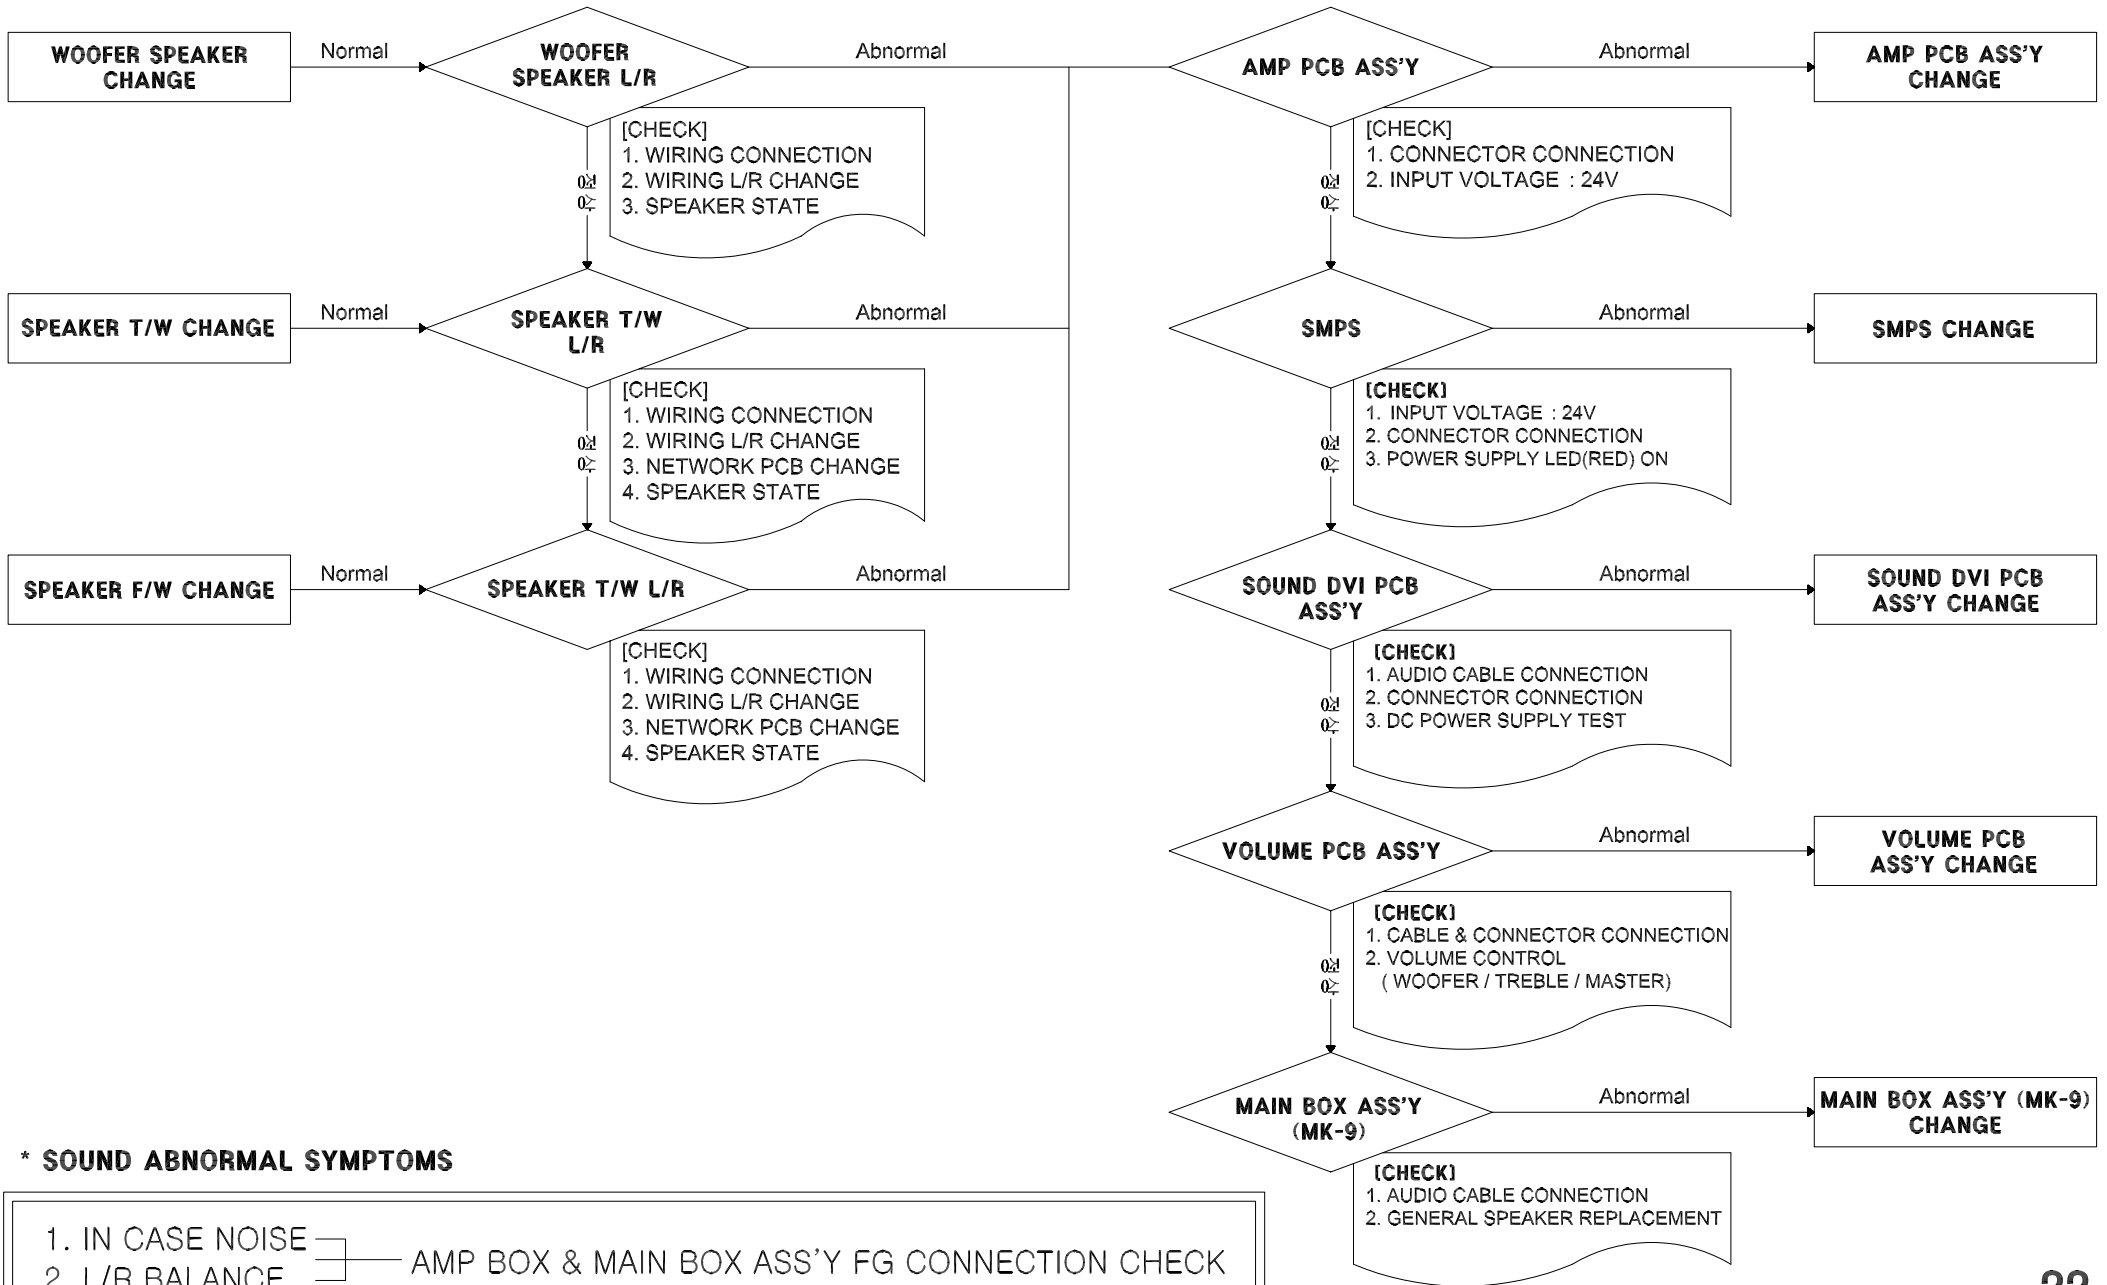 WOOFER SPEAKER
CHANGE
Normal
WOOFER
SPEAKER L/R
Abnormal
[CHECK]
1. WIRING CONNECTION
2. WIRING L/R CHANGE
3. SPEAKER STATE
정상
SPEAKER T/W CHANGE
Normal
SPEAKER T/W
L/R
Abnormal
[CHECK]
1. WIRING CONNECTION
2. WIRING L/R CHANGE
3. NETWORK PCB CHANGE
4. SPEAKER STATE
정상
SPEAKER F/W CHANGE
Normal
SPEAKER T/W L/R
Abnormal
[CHECK]
1. WIRING CONNECTION
2. WIRING L/R CHANGE
3. NETWORK PCB CHANGE
4. SPEAKER STATE
AMP PCB ASS'Y
Abnormal
AMP PCB ASS'Y
CHANGE
[CHECK]
1. CONNECTOR CONNECTION
2. INPUT VOLTAGE : 24V
정상
SMPS
Abnormal
SMPS CHANGE
[CHECK]
1. INPUT VOLTAGE : 24V
2. CONNECTOR CONNECTION
3. POWER SUPPLY LED(RED) ON
정상
SOUND DVI PCB
ASS'Y
Abnormal
SOUND DVI PCB
ASS'Y CHANGE
[CHECK]
1. AUDIO CABLE CONNECTION
2. CONNECTOR CONNECTION
3. DC POWER SUPPLY TEST
정상
VOLUME PCB ASS'Y
Abnormal
VOLUME PCB
ASS'Y CHANGE
[CHECK]
1. CABLE & CONNECTOR CONNECTION
2. VOLUME CONTROL
( WOOFER / TREBLE / MASTER)
정상
MAIN BOX ASS'Y
(MK-9)
Abnormal
MAIN BOX ASS'Y (MK-9)
CHANGE
[CHECK]
1. AUDIO CABLE CONNECTION
2. GENERAL SPEAKER REPLACEMENT
* SOUND ABNORMAL SYMPTOMS
1. IN CASE NOISE
2. L/R BALANCE
AMP BOX & MAIN BOX ASS'Y FG CONNECTION CHECK